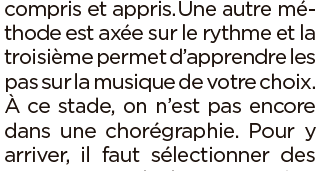 compris et appris. Une autre mé-
thode est axée sur le rythme et la
troisième permet d'apprendre les
pas sur la musique de votre choix.
À ce stade, on n'est pas encore
dans une chorégraphie. Pour y
arriver, il faut sélectionner des